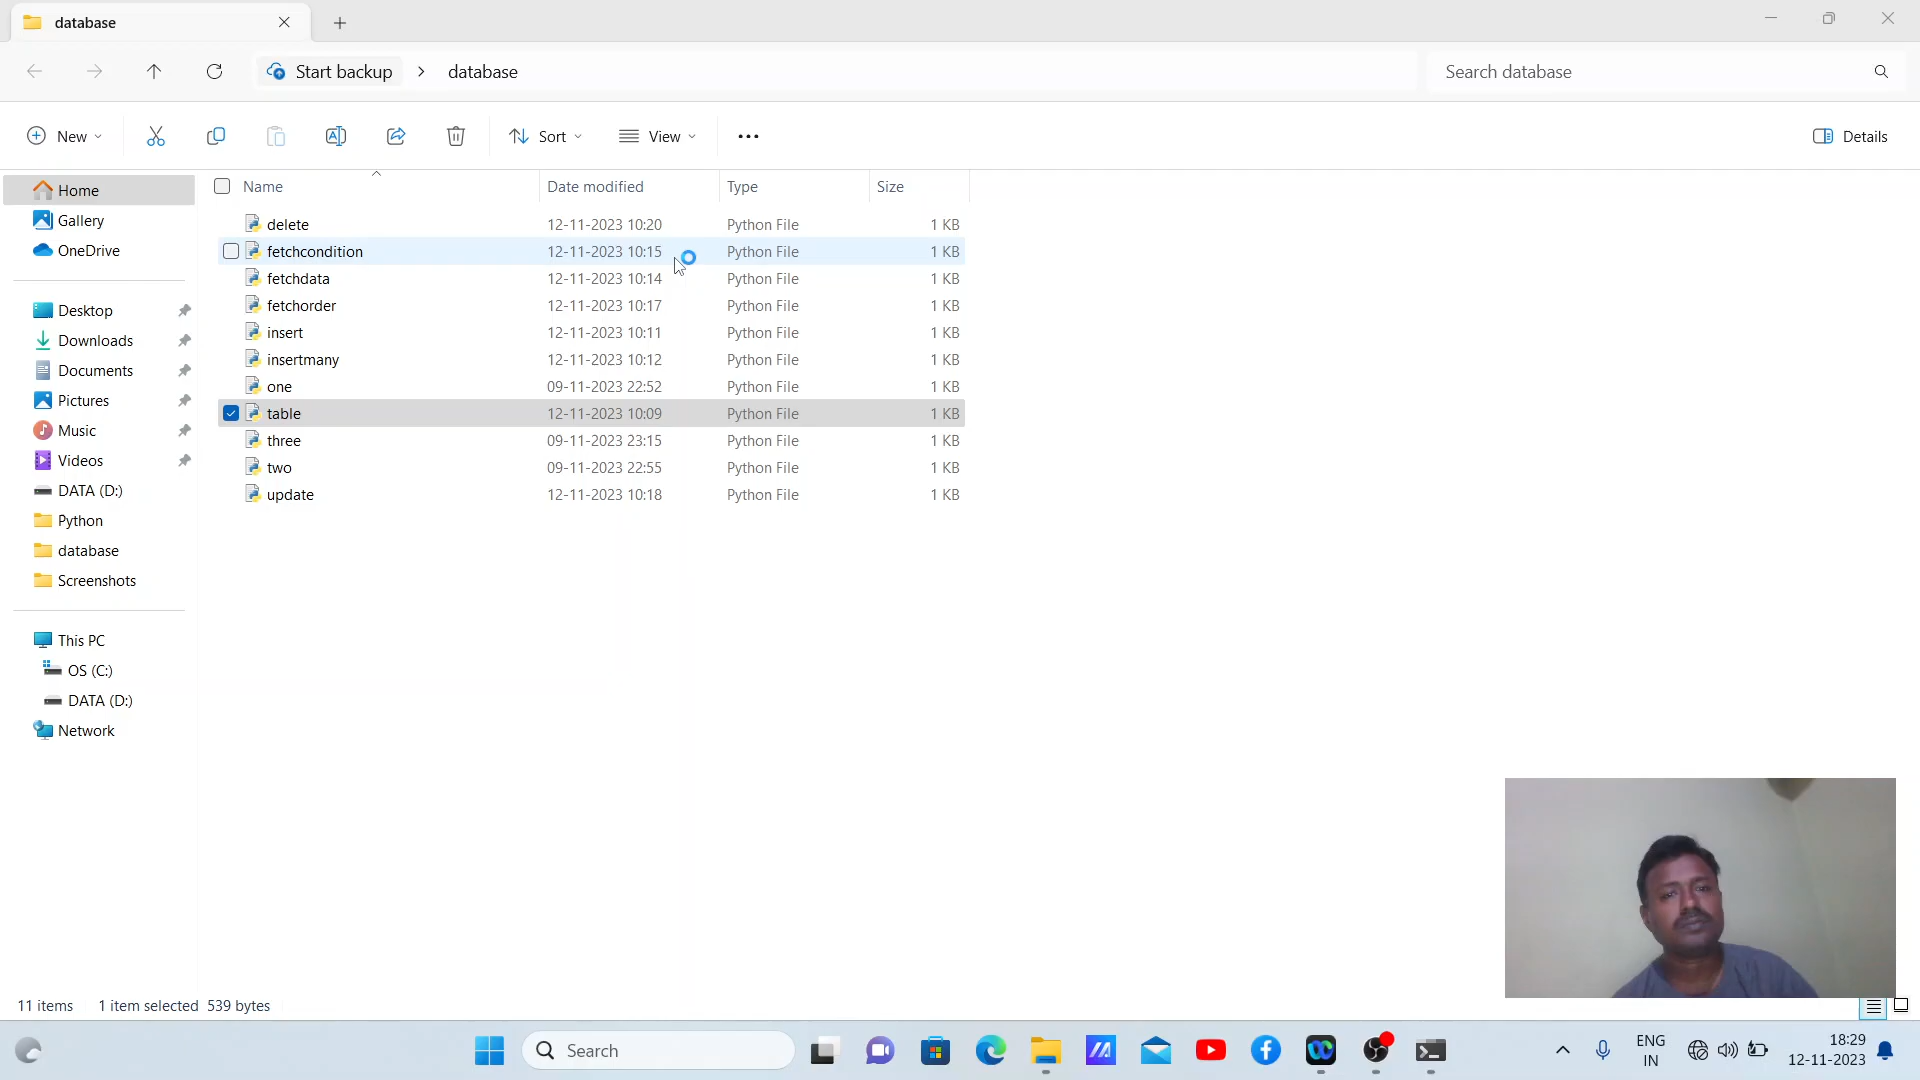 database
Start backup > database
Search database
New
Sort
View
Details
Name Date modified Type Size
delete 12-11-2023 10:20 Python File 1 KB
fetchcondition 12-11-2023 10:15 Python File 1 KB
fetchdata 12-11-2023 10:14 Python File 1 KB
fetchorder 12-11-2023 10:17 Python File 1 KB
insert 12-11-2023 10:11 Python File 1 KB
insertmany 12-11-2023 10:12 Python File 1 KB
one 09-11-2023 22:52 Python File 1 KB
table 12-11-2023 10:09 Python File 1 KB
three 09-11-2023 23:15 Python File 1 KB
two 09-11-2023 22:55 Python File 1 KB
update 12-11-2023 10:18 Python File 1 KB
Home
Gallery
OneDrive
Desktop
Downloads
Documents
Pictures
Music
Videos
DATA (D:)
Python
database
Screenshots
This PC
OS (C:)
DATA (D:)
Network
11 items 1 item selected 539 bytes
Search
ENG
IN
18:29
12-11-2023